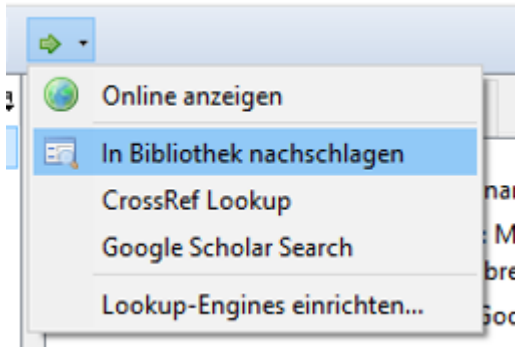 Online anzeigen
In Bibliothek nachschlagen
CrossRef Lookup
Google Scholar Search
Lookup-Engines einrichten...